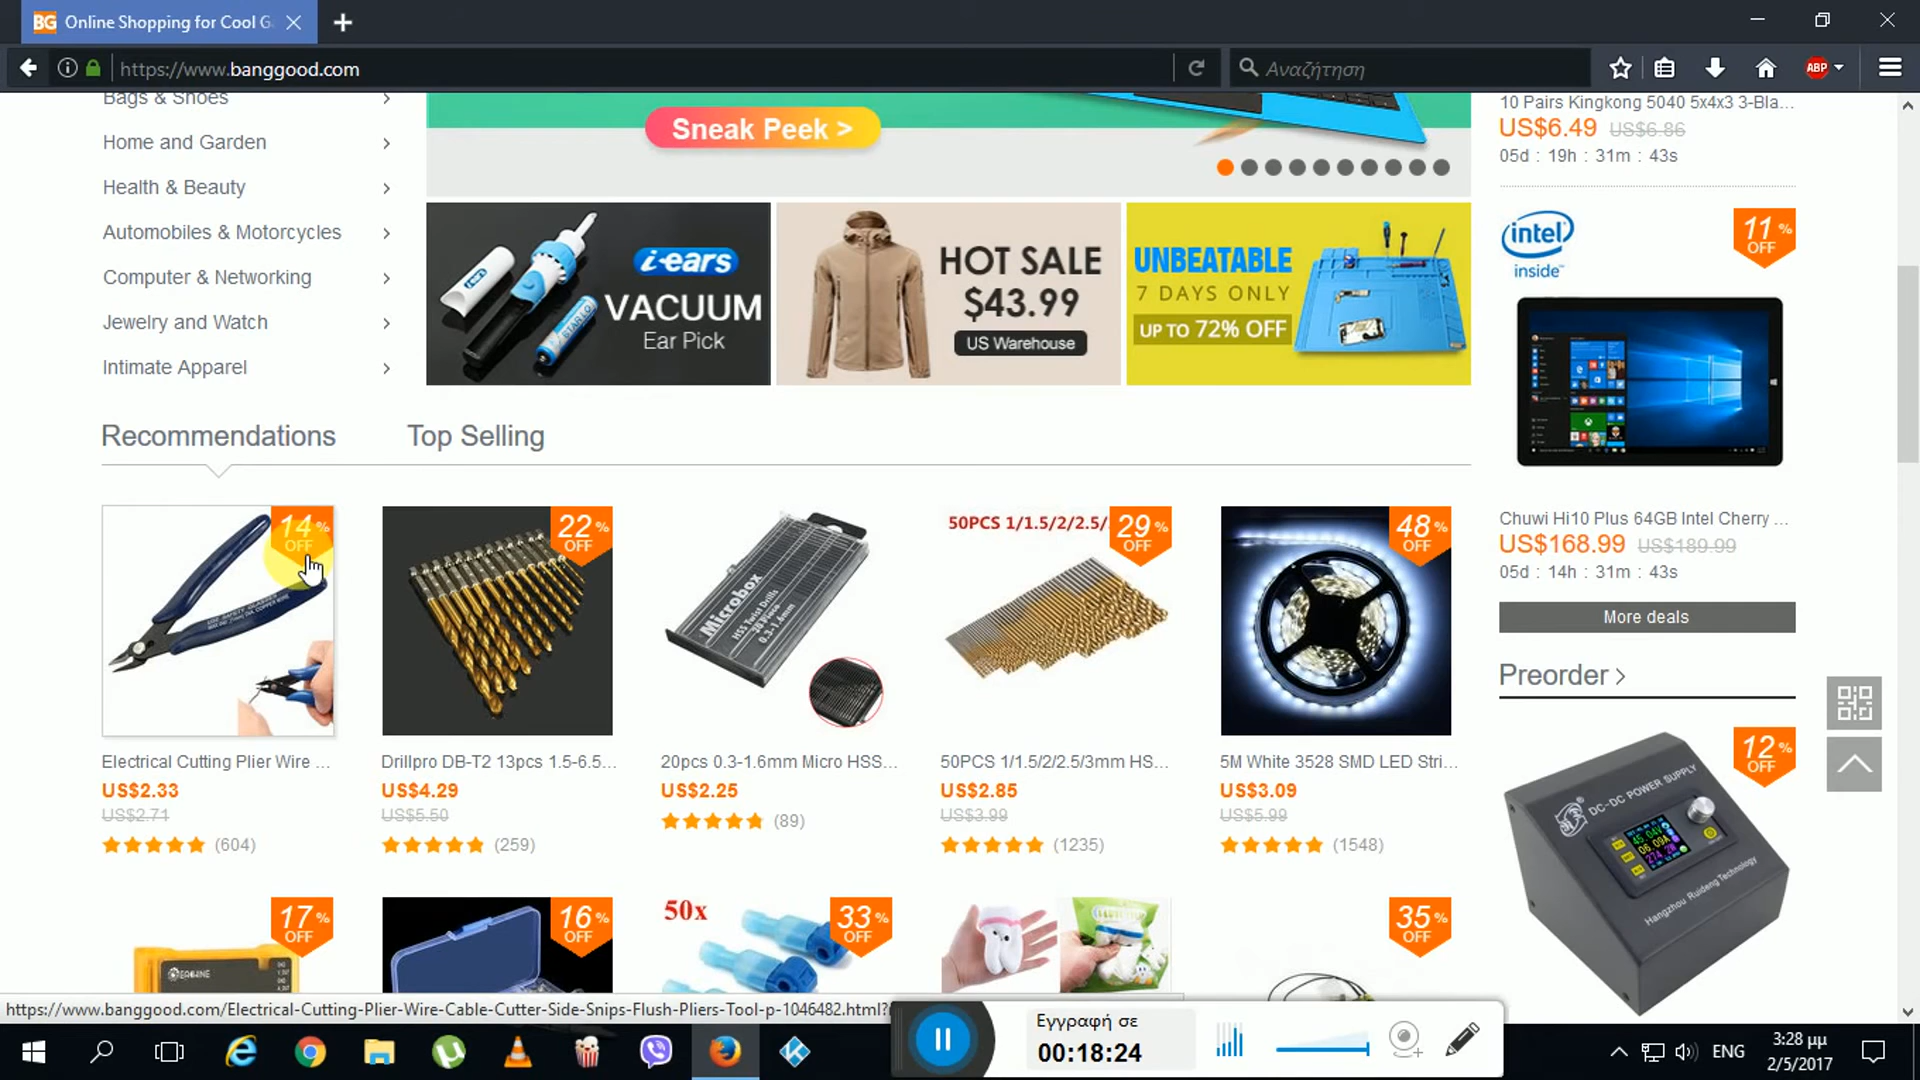 BG Online Shopping for Cool G
https://www.banggood.com
Αναζήτηση
ABP
Bags & Shoes
Home and Garden
Health & Beauty
Automobiles & Motorcycles
Computer & Networking
Jewelry and Watch
Intimate Apparel
Sneak Peek >
i-ears
VACUUM
Ear Pick
HOT SALE
$43.99
US Warehouse
UNBEATABLE
7 DAYS ONLY
UP TO 72% OFF
10 Pairs Kingkong 5040 5x4x3 3-Bla...
US$6.49 US$6.86
05d : 19h : 31m : 43s
intel
inside
11% OFF
Chuwi Hi10 Plus 64GB Intel Cherry ...
US$168.99 US$189.99
05d : 14h : 31m : 43s
More deals
Preorder >
12% OFF
DC-DC POWER SUPPLY
Hangzhou Ruideng Technology
Recommendations
Top Selling
14% OFF
Electrical Cutting Plier Wire ...
US$2.33
US$2.71
(604)
22% OFF
Drillpro DB-T2 13pcs 1.5-6.5...
US$4.29
US$5.50
(259)
Microbox
HSS Twist Drills
20 Piece
0.3-1.6mm
20pcs 0.3-1.6mm Micro HSS...
US$2.25
(89)
50PCS 1/1.5/2/2.5/
29% OFF
50PCS 1/1.5/2/2.5/3mm HS...
US$2.85
US$3.99
(1235)
48% OFF
5M White 3528 SMD LED Stri...
US$3.09
US$5.99
(1548)
17% OFF
16% OFF
50x
33% OFF
35% OFF
https://www.banggood.com/Electrical-Cutting-Plier-Wire-Cable-Cutter-Side-Snips-Flush-Pliers-Tool-p-1046482.html?
Εγγραφή σε
00:18:24
ENG
3:28 μμ
2/5/2017